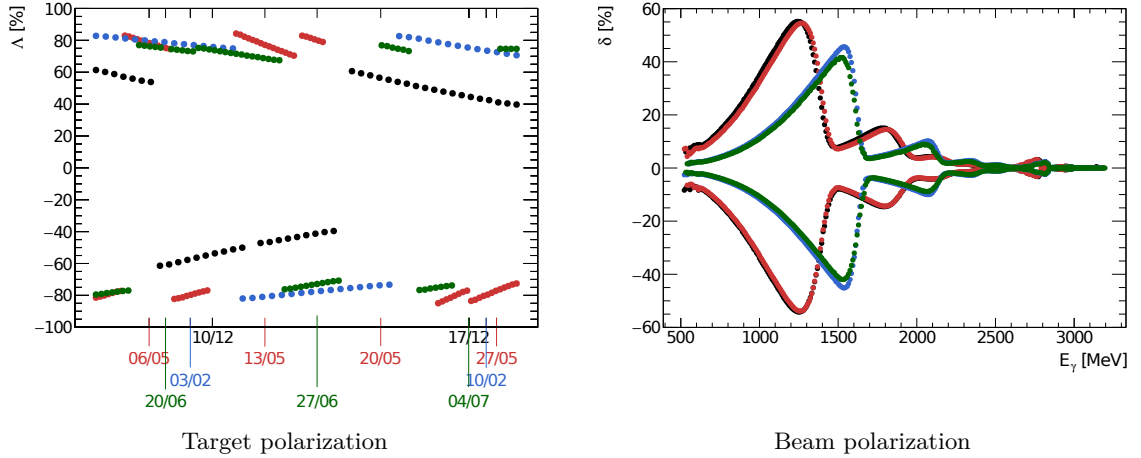 Λ [%]
100
80
60
40
20
0
−20
−40
−60
−80
−100
10/12 17/12
06/05 13/05 20/05 27/05
03/02 10/02
20/06 27/06 04/07
Target polarization
δ [%]
60
40
20
0
−20
−40
−60
500 1000 1500 2000 2500 3000
E_γ [MeV]
Beam polarization